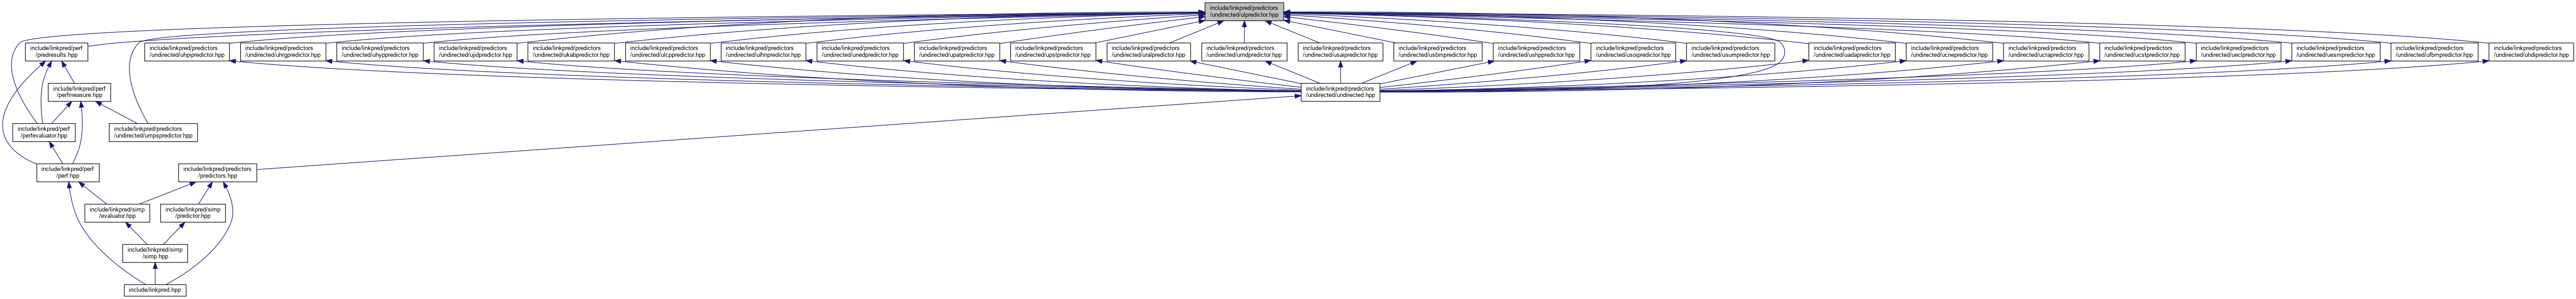 include/linkpred/predictors
/undirected/ulpredictor.hpp
include/linkpred/perf
/predresults.hpp
include/linkpred/predictors
/undirected/uhpipredictor.hpp
include/linkpred/predictors
/undirected/uhrgpredictor.hpp
include/linkpred/predictors
/undirected/uhyppredictor.hpp
include/linkpred/predictors
/undirected/ujidpredictor.hpp
include/linkpred/predictors
/undirected/ukabpredictor.hpp
include/linkpred/predictors
/undirected/ulcppredictor.hpp
include/linkpred/predictors
/undirected/ulhnpredictor.hpp
include/linkpred/predictors
/undirected/unedpredictor.hpp
include/linkpred/predictors
/undirected/upatpredictor.hpp
include/linkpred/predictors
/undirected/upstpredictor.hpp
include/linkpred/predictors
/undirected/uralpredictor.hpp
include/linkpred/predictors
/undirected/urndpredictor.hpp
include/linkpred/predictors
/undirected/usaipredictor.hpp
include/linkpred/predictors
/undirected/usbmpredictor.hpp
include/linkpred/predictors
/undirected/ushppredictor.hpp
include/linkpred/predictors
/undirected/usoipredictor.hpp
include/linkpred/predictors
/undirected/usumpredictor.hpp
include/linkpred/predictors
/undirected/uadapredictor.hpp
include/linkpred/predictors
/undirected/ucnepredictor.hpp
include/linkpred/predictors
/undirected/ucrapredictor.hpp
include/linkpred/predictors
/undirected/ucstpredictor.hpp
include/linkpred/predictors
/undirected/ueclpredictor.hpp
include/linkpred/predictors
/undirected/uesmpredictor.hpp
include/linkpred/predictors
/undirected/ufbmpredictor.hpp
include/linkpred/predictors
/undirected/uhdipredictor.hpp
include/linkpred/perf
/perfmeasure.hpp
include/linkpred/predictors
/undirected/undirected.hpp
include/linkpred/perf
/perfevaluator.hpp
include/linkpred/predictors
/undirected/umpspredictor.hpp
include/linkpred/perf
/perf.hpp
include/linkpred/predictors
/predictors.hpp
include/linkpred/simp
/evaluator.hpp
include/linkpred/simp
/predictor.hpp
include/linkpred/simp
/simp.hpp
include/linkpred.hpp